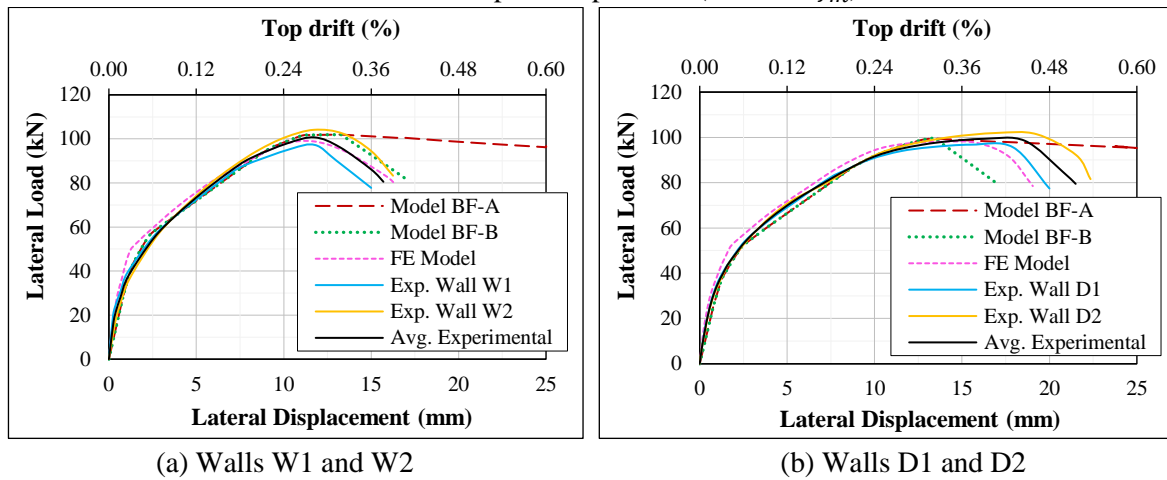 Top drift (%)
0.00 0.12 0.24 0.36 0.48 0.60
120
100
80
60
40
20
0
Lateral Load (kN)
Model BF-A
Model BF-B
FE Model
Exp. Wall W1
Exp. Wall W2
Avg. Experimental
0 5 15 20 25
Lateral Displacement (mm)
(a) Walls W1 and W2
Top drift (%)
0.00 0.12 0.24 0.36 0.48 0.60
120
100
80
60
40
20
0
Lateral Load (kN)
Model BF-A
Model BF-B
FE Model
Exp. Wall D1
Exp. Wall D2
Avg. Experimental
0 5 10 15 20 25
Lateral Displacement (mm)
(b) Walls D1 and D2